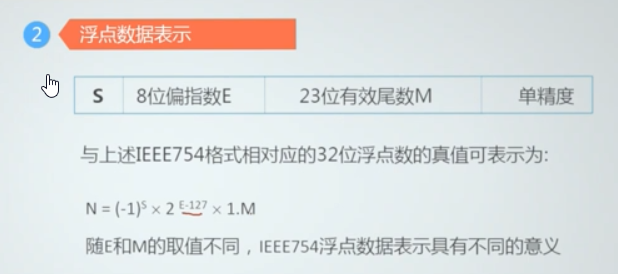 2 浮点数据表示
S 8位偏指数E 23位有效尾数M 单精度
与上述IEEE754格式相对应的32位浮点数的真值可表示为:
N = (-1)ˢ × 2 ᴱ⁻¹²⁷ × 1.M
随E和M的取值不同，IEEE754浮点数据表示具有不同的意义